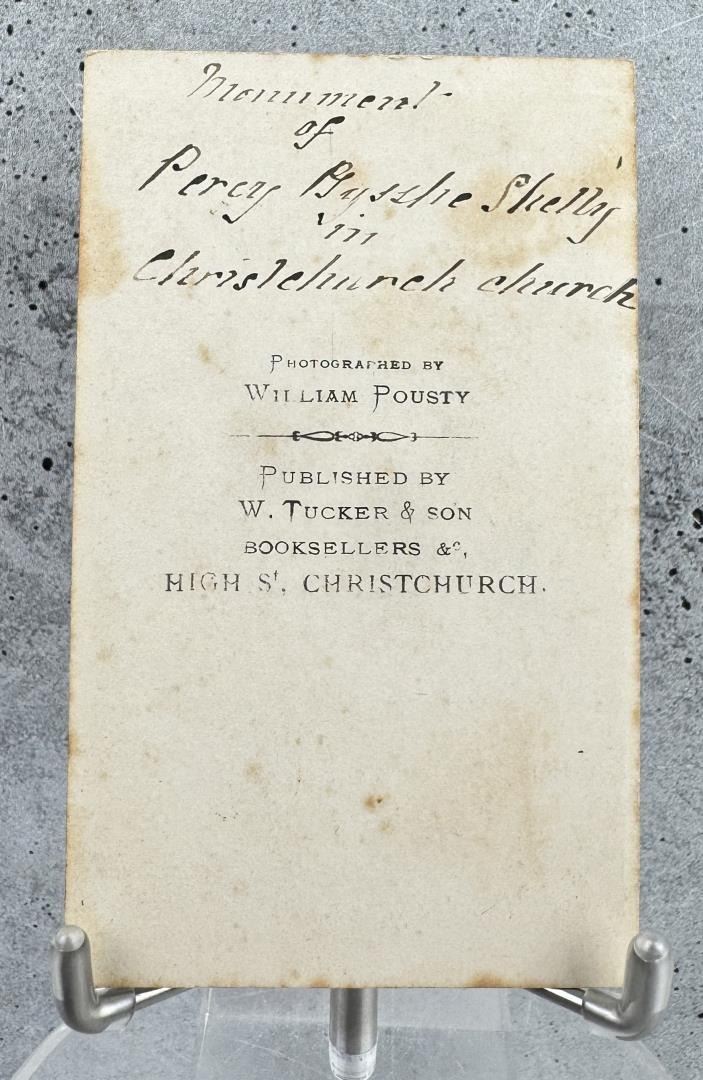 Monument
of
Percy Bysshe Shelly
in
Christchurch church
PHOTOGRAPHED BY
WILLIAM POUSTY
PUBLISHED BY
W. TUCKER & SON
BOOKSELLERS &c,
HIGH St, CHRISTCHURCH.